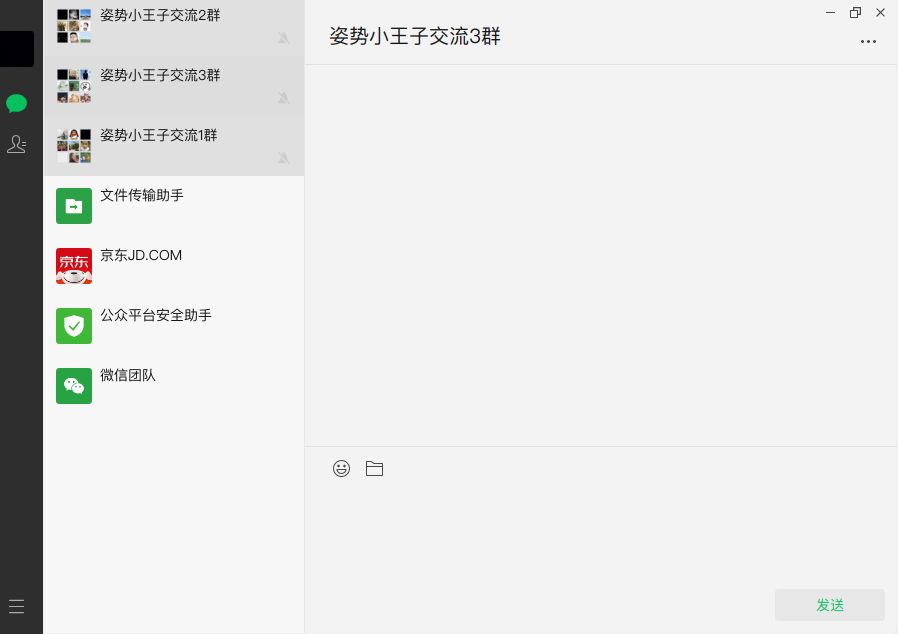 姿势小王子交流2群
姿势小王子交流3群
姿势小王子交流1群
文件传输助手
京东
京东JD.COM
公众平台安全助手
微信团队
姿势小王子交流3群
发送